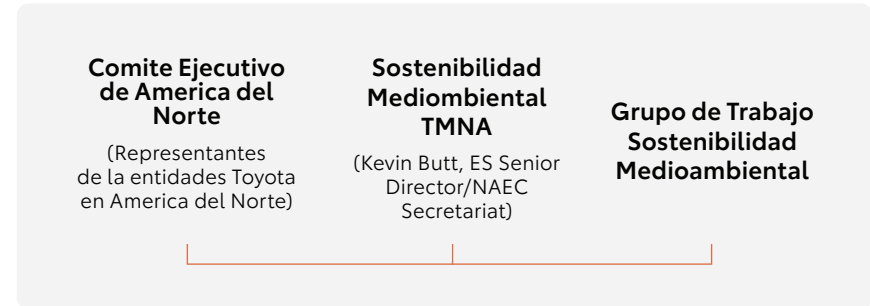 Comite Ejecutivo
de America del
Norte
(Representantes
de la entidades Toyota
en America del Norte)
Sostenibilidad
Mediombiental
TMNA
(Kevin Butt, ES Senior
Director/NAEC
Secretariat)
Grupo de Trabajo
Sostenibilidad
Medioambiental